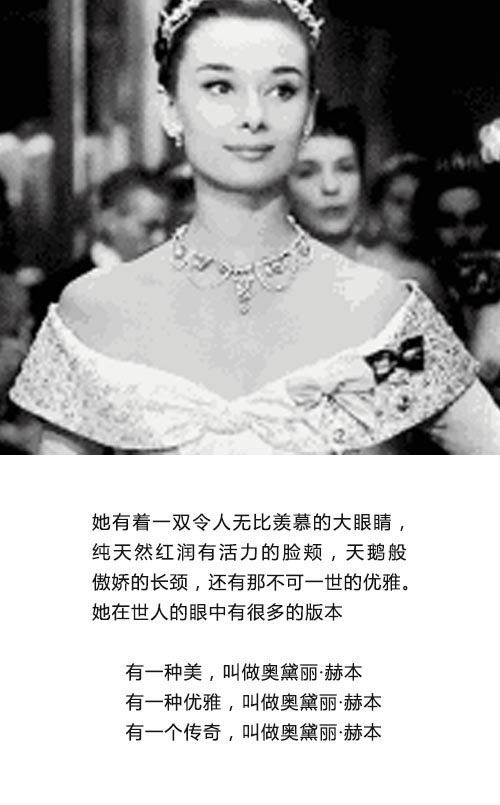 她有着一双令人无比羡慕的大眼睛，
纯天然红润有活力的脸颊，天鹅般
傲娇的长颈，还有那不可一世的优雅。
她在世人的眼中有很多的版本
有一种美，叫做奥黛丽·赫本
有一种优雅，叫做奥黛丽·赫本
有一个传奇，叫做奥黛丽·赫本